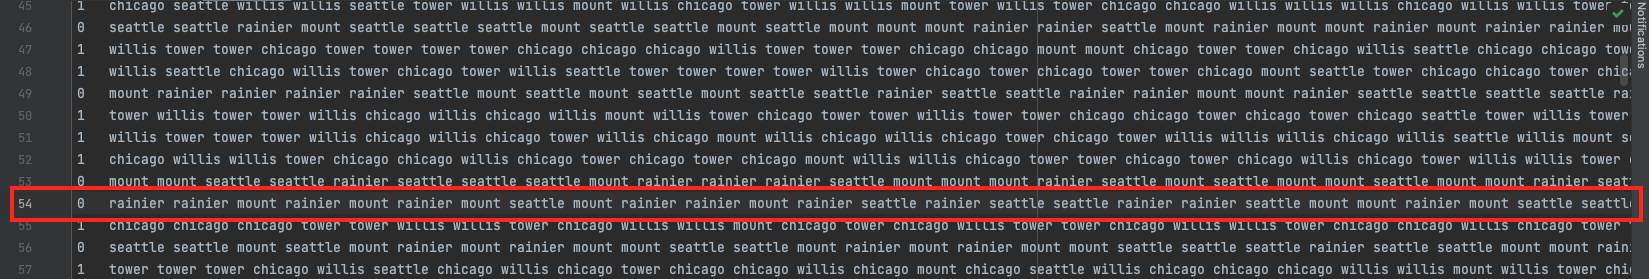 45 1 chicago seattle willis willis seattle tower willis willis mount willis chicago tower willis willis mount tower willis tower chicago chicago willis willis willis chicago willis willis tower
46 0 seattle seattle rainier mount seattle seattle seattle mount seattle seattle mount seattle mount mount mount rainier rainier seattle mount rainier mount mount rainier mount rainier rainier
47 1 willis tower tower chicago tower tower tower tower chicago chicago chicago willis tower tower tower chicago mount mount chicago tower tower chicago willis seattle chicago chicago
48 1 willis seattle chicago willis tower chicago tower willis seattle tower tower tower tower willis tower chicago tower chicago tower tower chicago mount seattle tower chicago chicago tower
49 0 mount rainier rainier rainier rainier seattle mount seattle mount seattle mount seattle seattle rainier seattle seattle rainier rainier mount mount rainier seattle seattle seattle seattle
50 1 tower willis tower tower willis chicago willis chicago willis mount willis tower chicago tower tower tower willis tower chicago tower chicago seattle tower willis tower
51 1 willis tower tower tower willis chicago willis chicago tower willis chicago mount willis chicago willis chicago tower chicago tower willis willis willis chicago willis seattle willis mount
52 1 chicago willis willis tower chicago chicago willis chicago tower chicago tower chicago mount willis willis chicago tower tower chicago tower chicago willis chicago willis willis tower
53 0 mount mount seattle seattle rainier seattle seattle seattle mount rainier rainier rainier seattle mount mount mount rainier seattle mount seattle mount mount seattle mount mount rainier
54 0 rainier rainier mount rainier mount rainier mount seattle mount rainier rainier mount rainier seattle rainier seattle seattle rainier rainier seattle mount mount rainier mount seattle seattle
55 1 chicago chicago chicago tower tower willis willis tower chicago willis willis mount chicago tower chicago tower willis tower tower chicago willis willis tower chicago willis chicago tower
56 0 seattle seattle mount seattle mount rainier mount rainier mount mount seattle seattle mount rainier rainier mount mount seattle seattle seattle rainier seattle seattle mount mount
57 1 tower tower tower chicago willis seattle chicago willis chicago tower chicago chicago chicago willis chicago mount seattle willis chicago chicago chicago chicago willis willis mount tower
Notifications